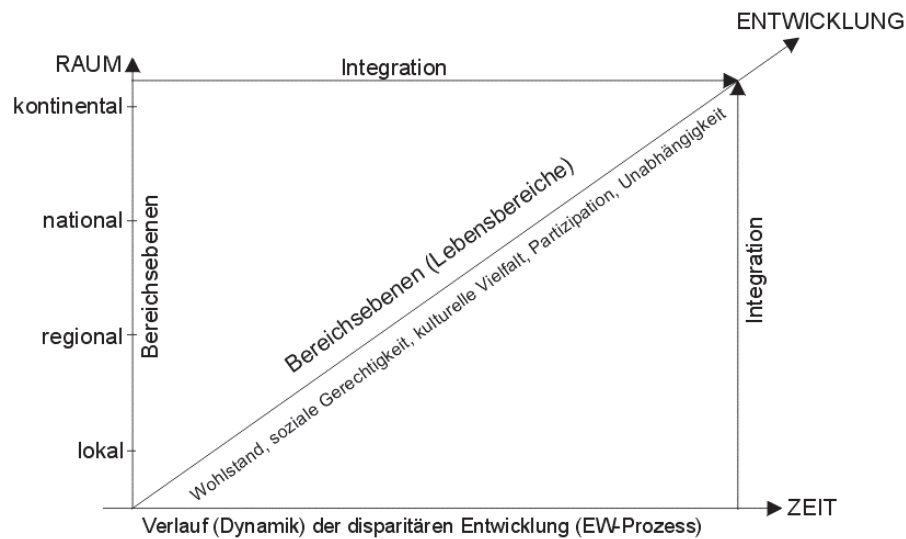 ENTWICKLUNG
RAUM
Integration
kontinental
national
regional
lokal
Bereichsebenen
Bereichsebenen (Lebensbereiche)
Wohlstand, soziale Gerechtigkeit, kulturelle Vielfalt, Partizipation, Unabhängigkeit
Integration
ZEIT
Verlauf (Dynamik) der disparitären Entwicklung (EW-Prozess)